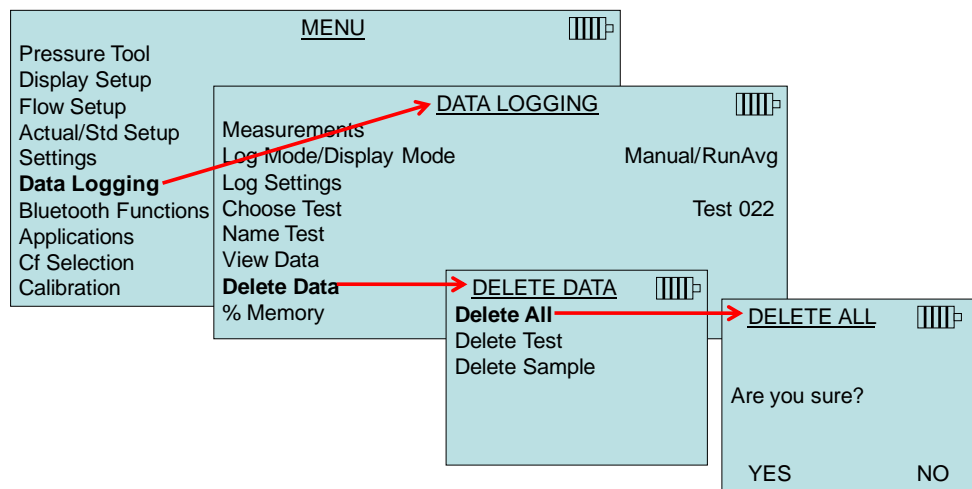 MENU
Pressure Tool
Display Setup
Flow Setup
Actual/Std Setup
Settings
Data Logging
Bluetooth Functions
Applications
Cf Selection
Calibration
DATA LOGGING
Measurements
Log Mode/Display Mode Manual/RunAvg
Log Settings
Choose Test Test 022
Name Test
View Data
Delete Data
% Memory
DELETE DATA
Delete All
Delete Test
Delete Sample
DELETE ALL
Are you sure?
YES NO